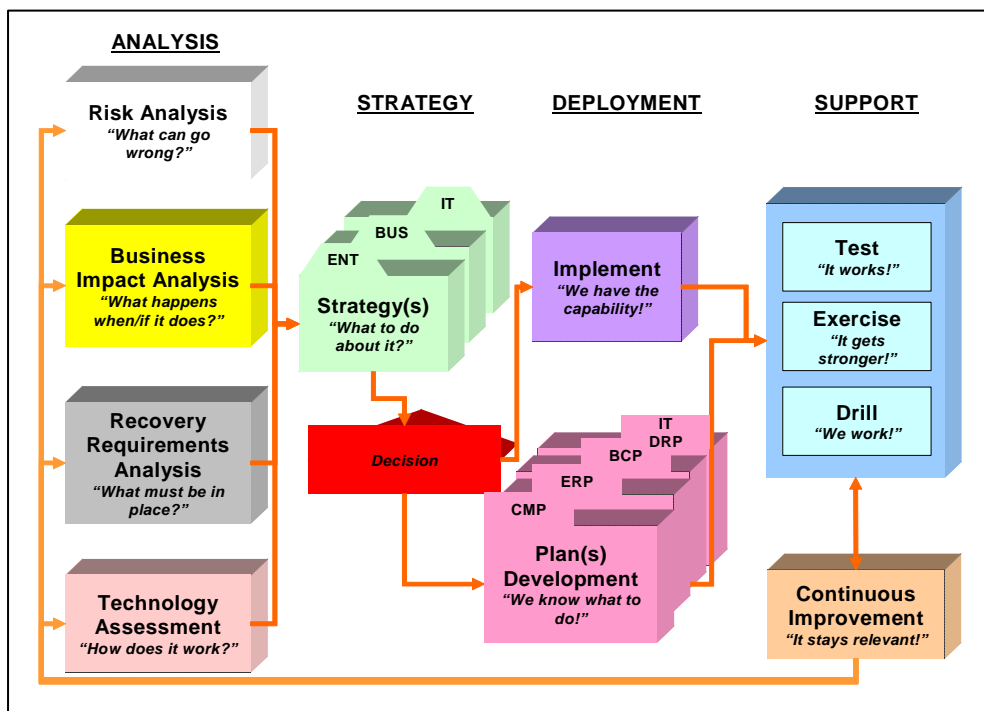 ANALYSIS
Risk Analysis
“What can go
wrong?”
Business
Impact Analysis
“What happens
when/if it does?”
Recovery
Requirements
Analysis
“What must be in
place?”
Technology
Assessment
“How does it work?”
STRATEGY
IT
BUS
ENT
Strategy(s)
“What to do
about it?”
Decision
DEPLOYMENT
Implement
“We have the
capability!”
IT
DRP
BCP
ERP
CMP
Plan(s)
Development
“We know what to
do!”
SUPPORT
Test
“It works!”
Exercise
“It gets
stronger!”
Drill
“We work!”
Continuous
Improvement
“It stays relevant!”